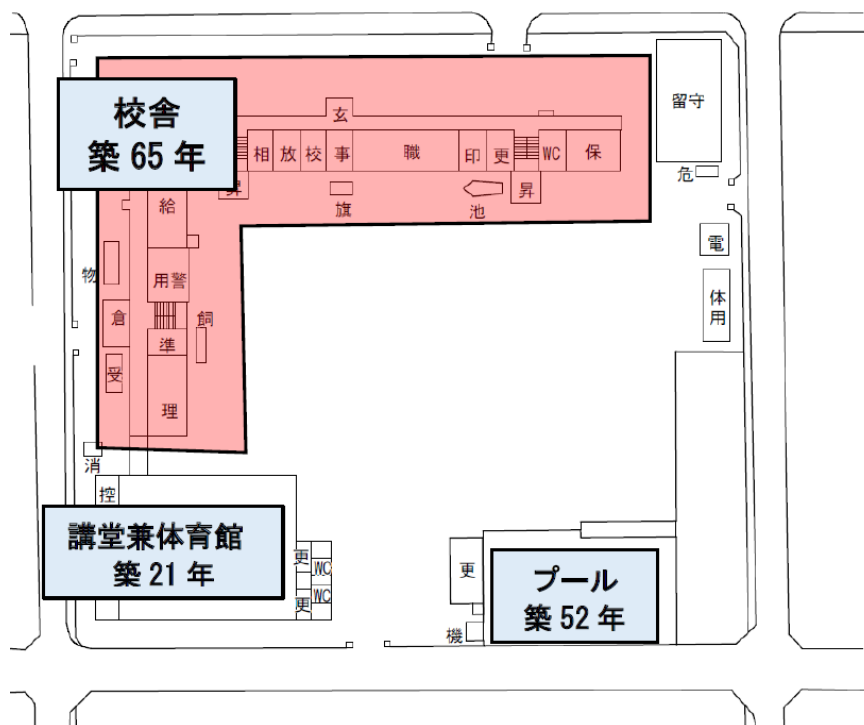 校舎
築 65 年
玄
相
放
校
事
職
印
更
WC
保
留守
危
昇
旗
池
昇
給
物
用警
電
体
用
倉
飼
準
受
理
消
控
講堂兼体育館
築 21 年
更
WC
WC
更
更
プール
築 52 年
機